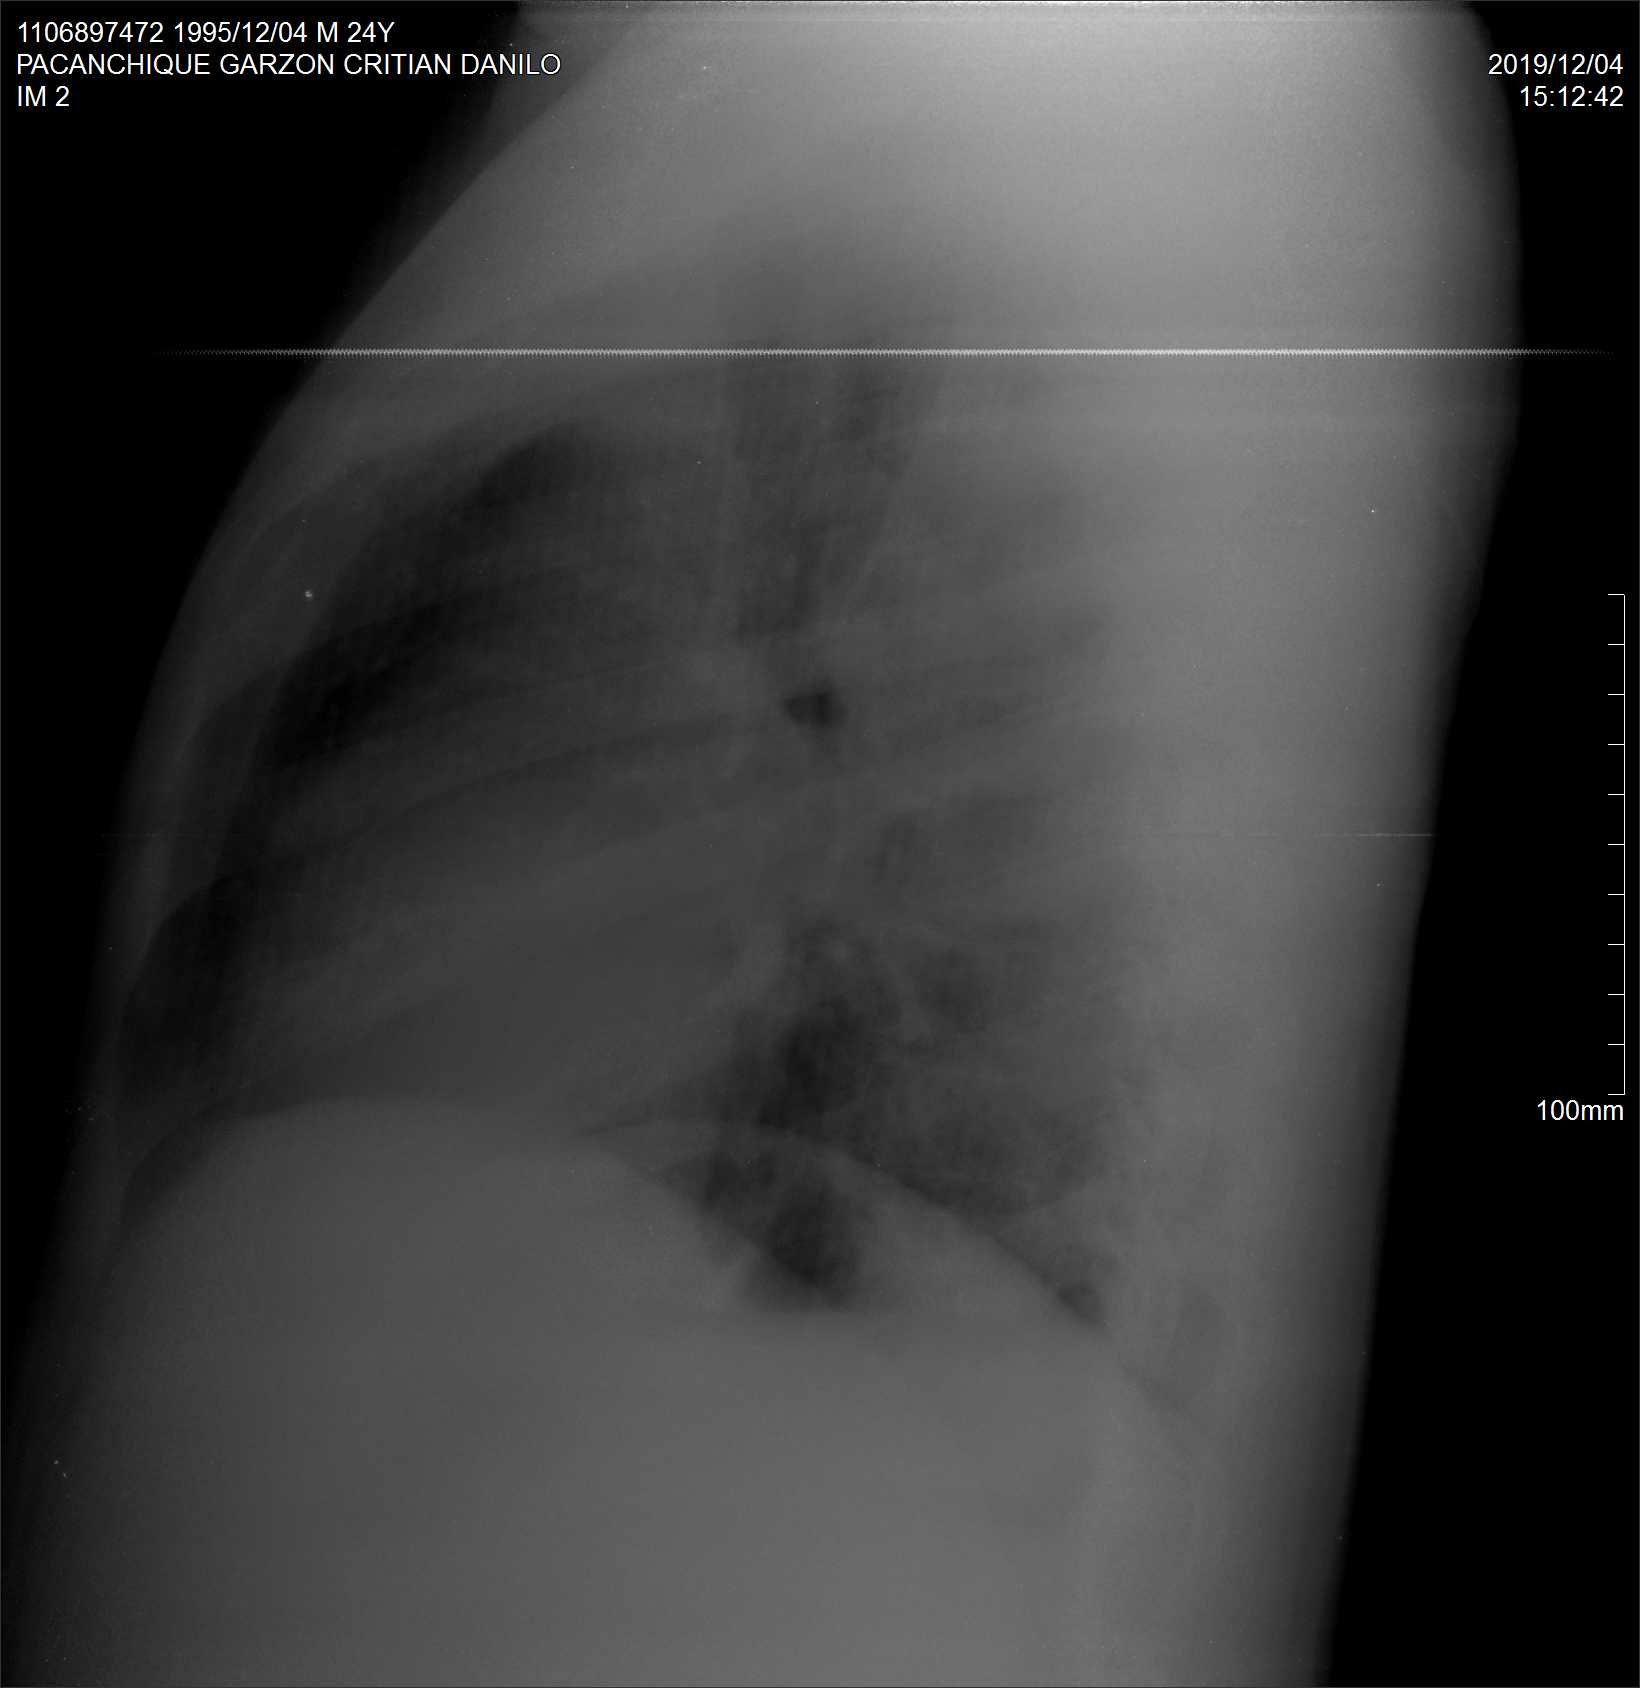 1106897472 1995/12/04 M 24Y
PACANCHIQUE GARZON CRITIAN DANILO
IM 2
2019/12/04
15:12:42
100mm